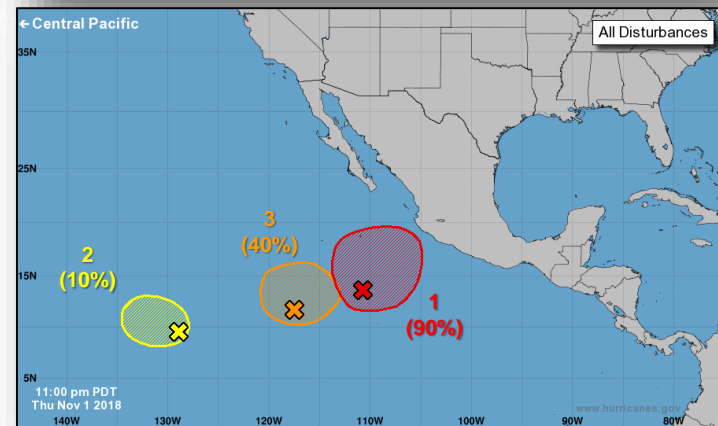 ← Central Pacific
All Disturbances
35N
25N
15N
5N
2
(10%)
3
(40%)
1
(90%)
11:00 pm PDT
Thu Nov 1 2018
www.hurricanes.gov
140W 130W 120W 110W 100W 90W 80W